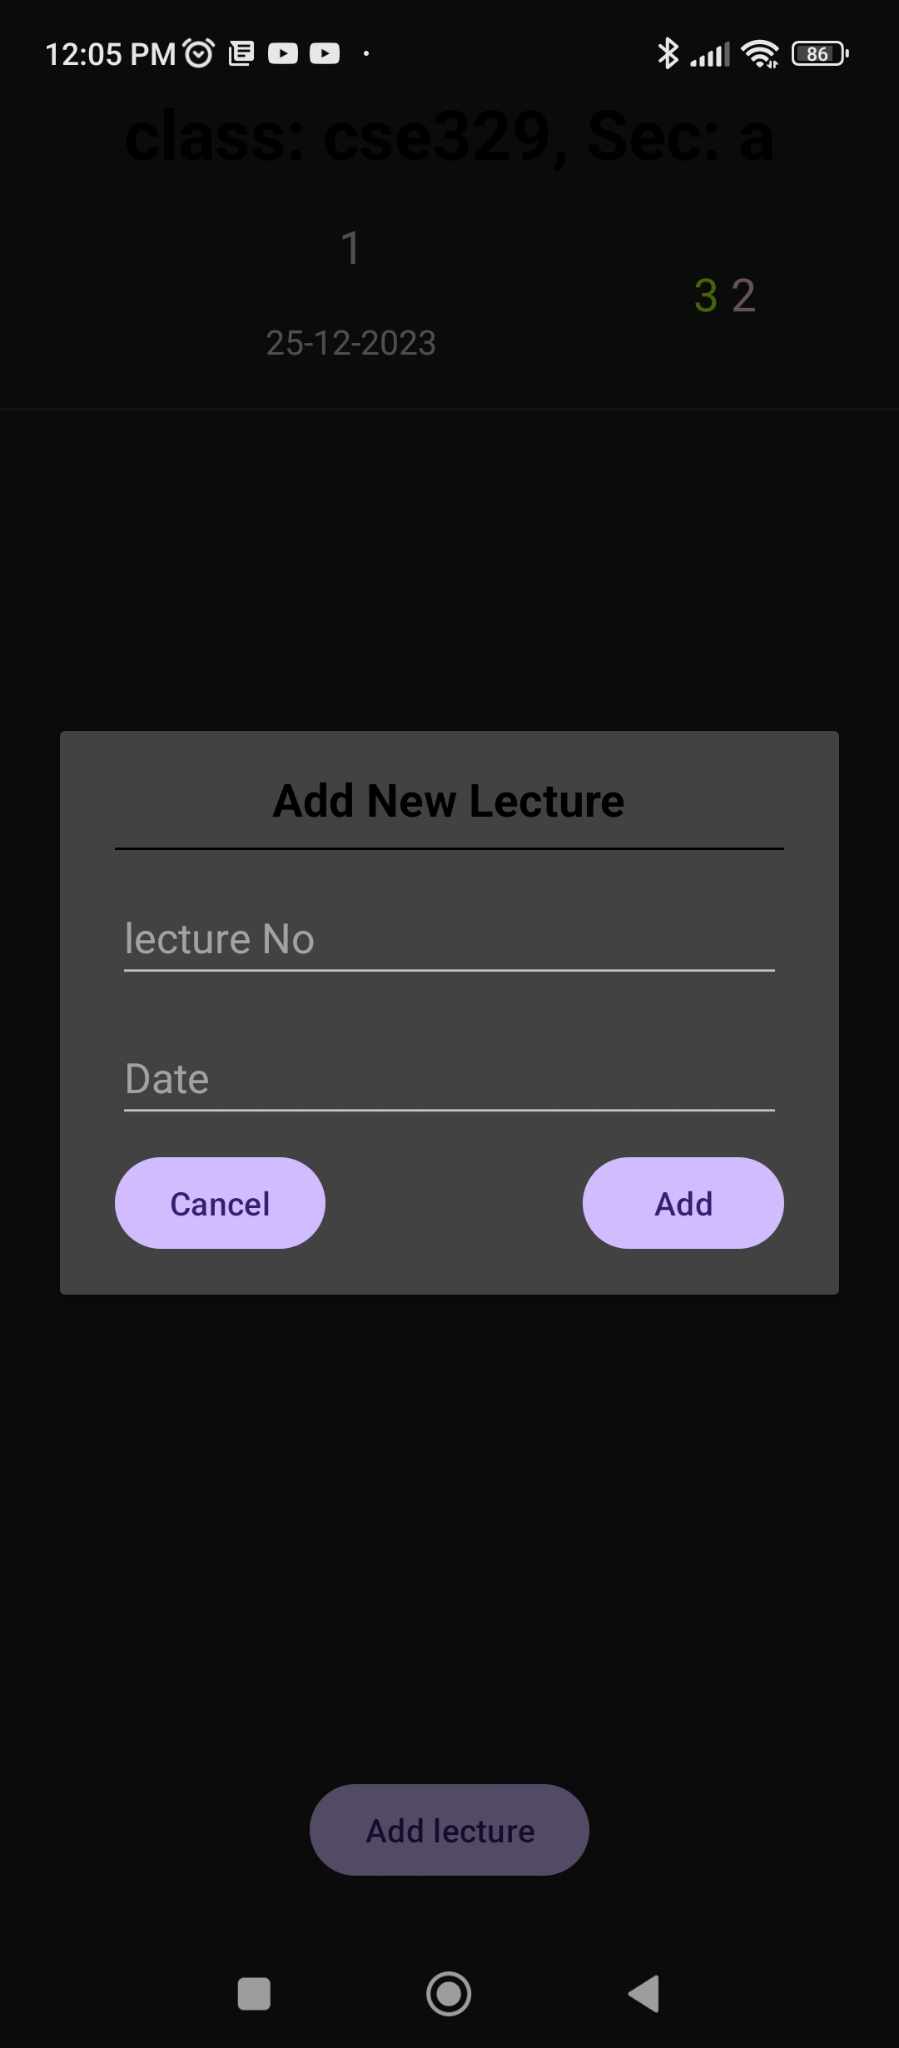 12:05 PM 86
class: cse329, Sec: a
1
3 2
25-12-2023
Add New Lecture
lecture No
Date
Cancel Add
Add lecture